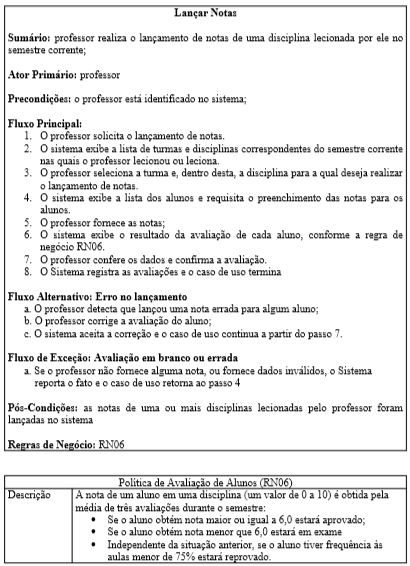 Lançar Notas
Sumário: professor realiza o lançamento de notas de uma disciplina lecionada por ele no
semestre corrente;
Ator Primário: professor
Precondições: o professor está identificado no sistema;
Fluxo Principal:
1. O professor solicita o lançamento de notas.
2. O sistema exibe a lista de turmas e disciplinas correspondentes do semestre corrente
nas quais o professor lecionou ou leciona.
3. O professor seleciona a turma e, dentro desta, a disciplina para a qual deseja realizar
o lançamento de notas.
4. O sistema exibe a lista dos alunos e requisita o preenchimento das notas para os
alunos.
5. O professor fornece as notas;
6. O sistema exibe o resultado da avaliação de cada aluno, conforme a regra de
negócio RN06.
7. O professor confere os dados e confirma a avaliação.
8. O Sistema registra as avaliações e o caso de uso termina
Fluxo Alternativo: Erro no lançamento
a. O professor detecta que lançou uma nota errada para algum aluno;
b. O professor corrige a avaliação do aluno;
c. O sistema aceita a correção e o caso de uso continua a partir do passo 7.
Fluxo de Exceção: Avaliação em branco ou errada
a. Se o professor não fornece alguma nota, ou fornece dados inválidos, o Sistema
reporta o fato e o caso de uso retorna ao passo 4
Pós-Condições: as notas de uma ou mais disciplinas lecionadas pelo professor foram
lançadas no sistema
Regras de Negócio: RN06
Política de Avaliação de Alunos (RN06)
Descrição A nota de um aluno em uma disciplina (um valor de 0 a 10) é obtida pela
média de três avaliações durante o semestre:
• Se o aluno obtém nota maior ou igual a 6,0 estará aprovado;
• Se o aluno obtém nota menor que 6,0 estará em exame
• Independente da situação anterior, se o aluno tiver frequência às
aulas menor de 75% estará reprovado.